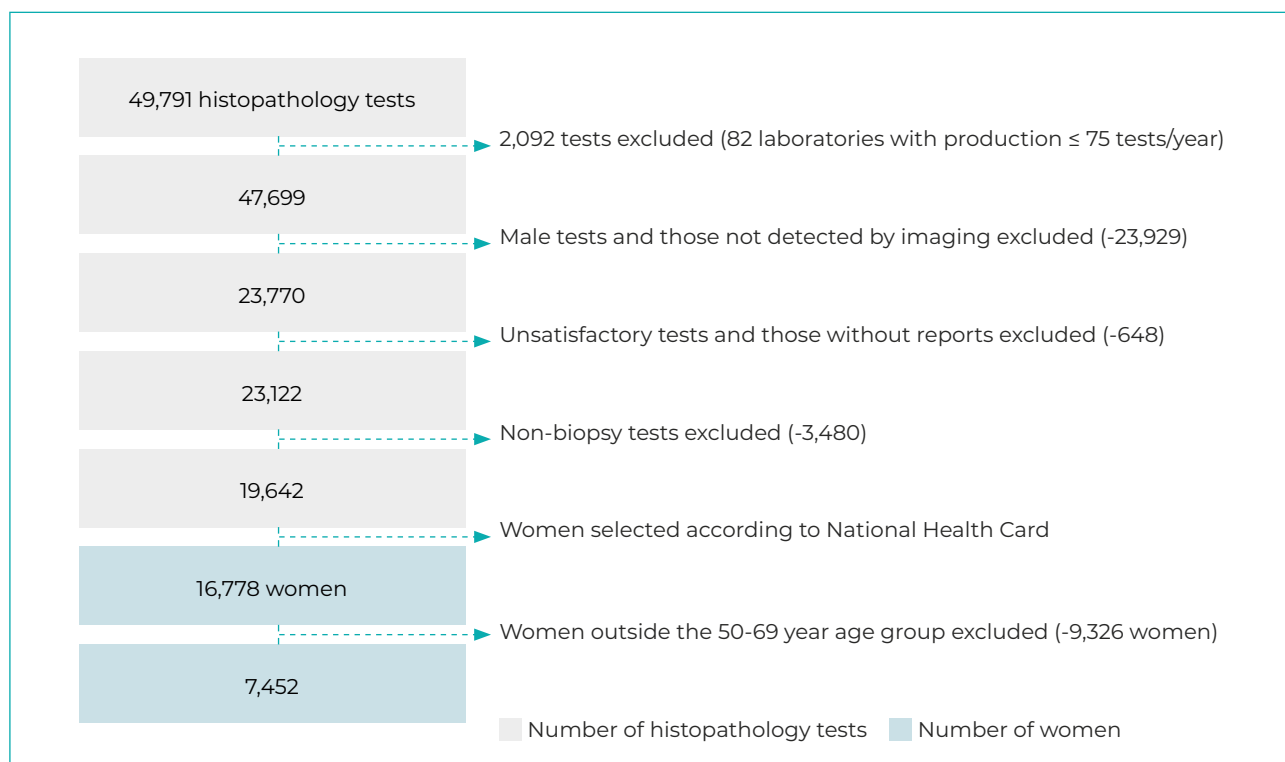 49,791 histopathology tests
2,092 tests excluded (82 laboratories with production ≤ 75 tests/year)
47,699
Male tests and those not detected by imaging excluded (-23,929)
23,770
Unsatisfactory tests and those without reports excluded (-648)
23,122
Non-biopsy tests excluded (-3,480)
19,642
Women selected according to National Health Card
16,778 women
Women outside the 50-69 year age group excluded (-9,326 women)
7,452
Number of histopathology tests
Number of women